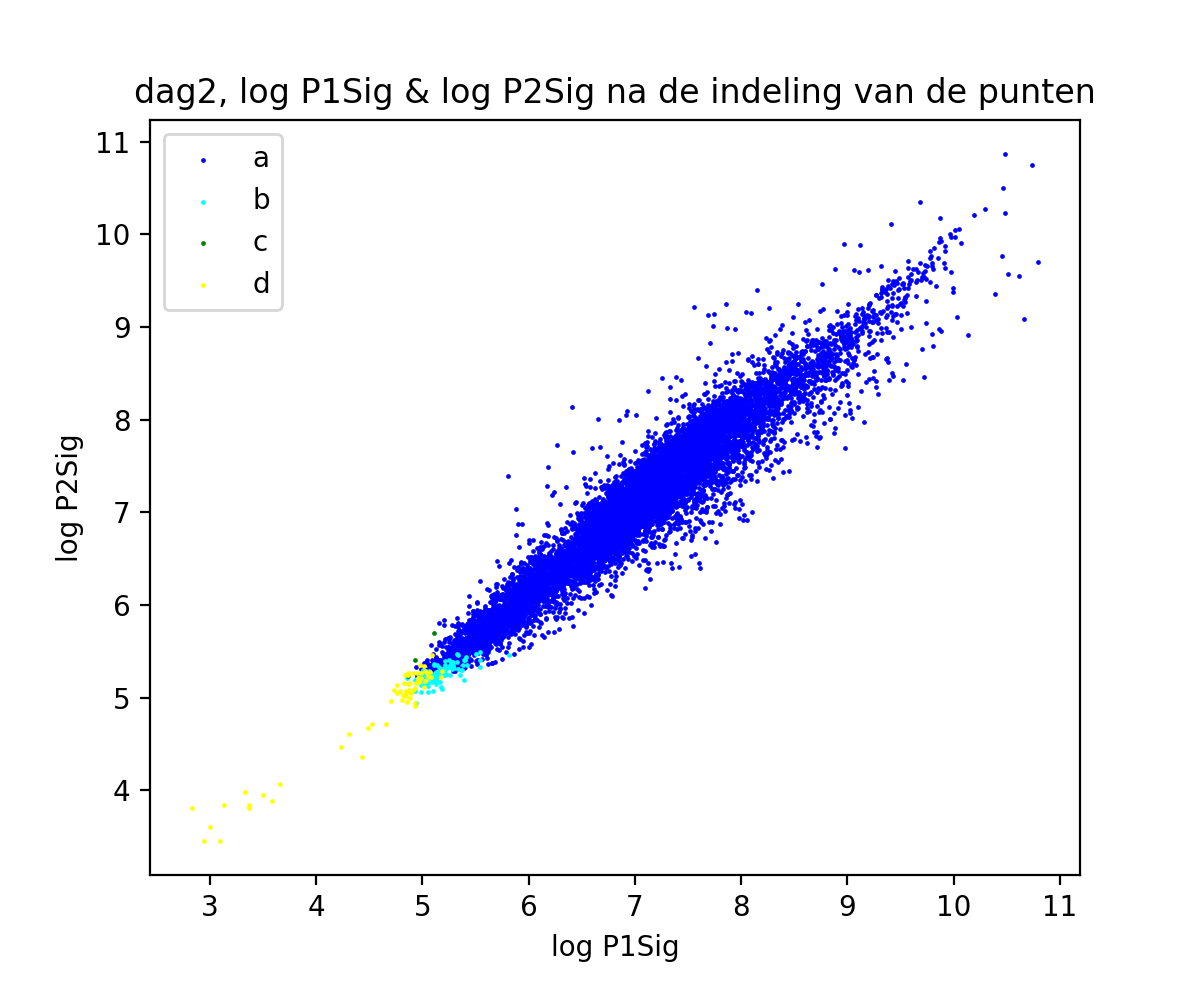 dag2, log P1Sig & log P2Sig na de indeling van de punten
a
b
c
d
11
10
9
8
7
6
5
4
log P2Sig
3 4 5 6 7 8 9 10 11
log P1Sig